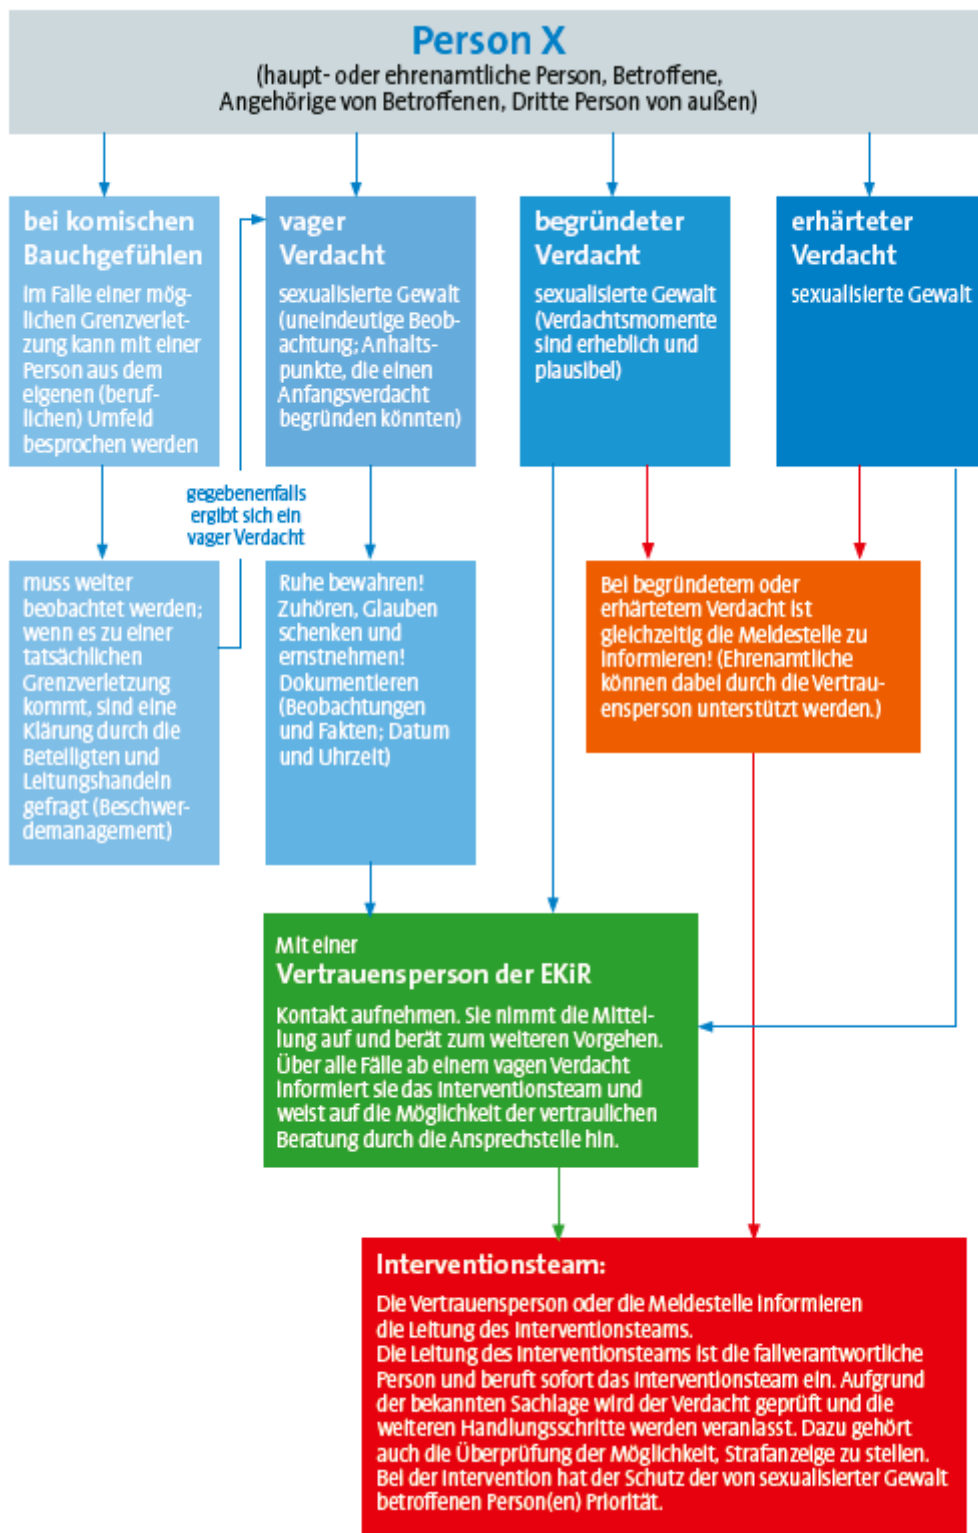 Person X
(haupt- oder ehrenamtliche Person, Betroffene,
Angehörige von Betroffenen, Dritte Person von außen)
bei komischen
Bauchgefühlen
im Falle einer mög-
lichen Grenzverlet-
zung kann mit einer
Person aus dem
eigenen (beruf-
lichen) Umfeld
besprochen werden
vager
Verdacht
sexualisierte Gewalt
(uneindeutige Beob-
achtung; Anhalts-
punkte, die einen
Anfangsverdacht
begründen könnten)
begründeter
Verdacht
sexualisierte Gewalt
(Verdachtsmomente
sind erheblich und
plausibel)
erhärteter
Verdacht
sexualisierte Gewalt
gegebenenfalls
ergibt sich ein
vager Verdacht
muss weiter
beobachtet werden;
wenn es zu einer
tatsächlichen
Grenzverletzung
kommt, sind eine
Klärung durch die
Beteiligten und
Leitungshandeln
gefragt (Beschwer-
demanagement)
Ruhe bewahren!
Zuhören, Glauben
schenken und
ernstnehmen!
Dokumentieren
(Beobachtungen
und Fakten; Datum
und Uhrzeit)
Bei begründetem oder
erhärtetem Verdacht ist
gleichzeitig die Meldestelle zu
informieren! (Ehrenamtliche
können dabei durch die Vertrau-
ensperson unterstützt werden.)
Mit einer
Vertrauensperson der EKiR
Kontakt aufnehmen. Sie nimmt die Mittei-
lung auf und berät zum weiteren Vorgehen.
Über alle Fälle ab einem vagen Verdacht
informiert sie das Interventionsteam und
weist auf die Möglichkeit der vertraulichen
Beratung durch die Ansprechstelle hin.
Interventionsteam:
Die Vertrauensperson oder die Meldestelle informieren
die Leitung des Interventionsteams.
Die Leitung des Interventionsteams ist die fallverantwortliche
Person und beruft sofort das Interventionsteam ein. Aufgrund
der bekannten Sachlage wird der Verdacht geprüft und die
weiteren Handlungsschritte werden veranlasst. Dazu gehört
auch die Überprüfung der Möglichkeit, Strafanzeige zu stellen.
Bei der Intervention hat der Schutz der von sexualisierter Gewalt
betroffenen Person(en) Priorität.